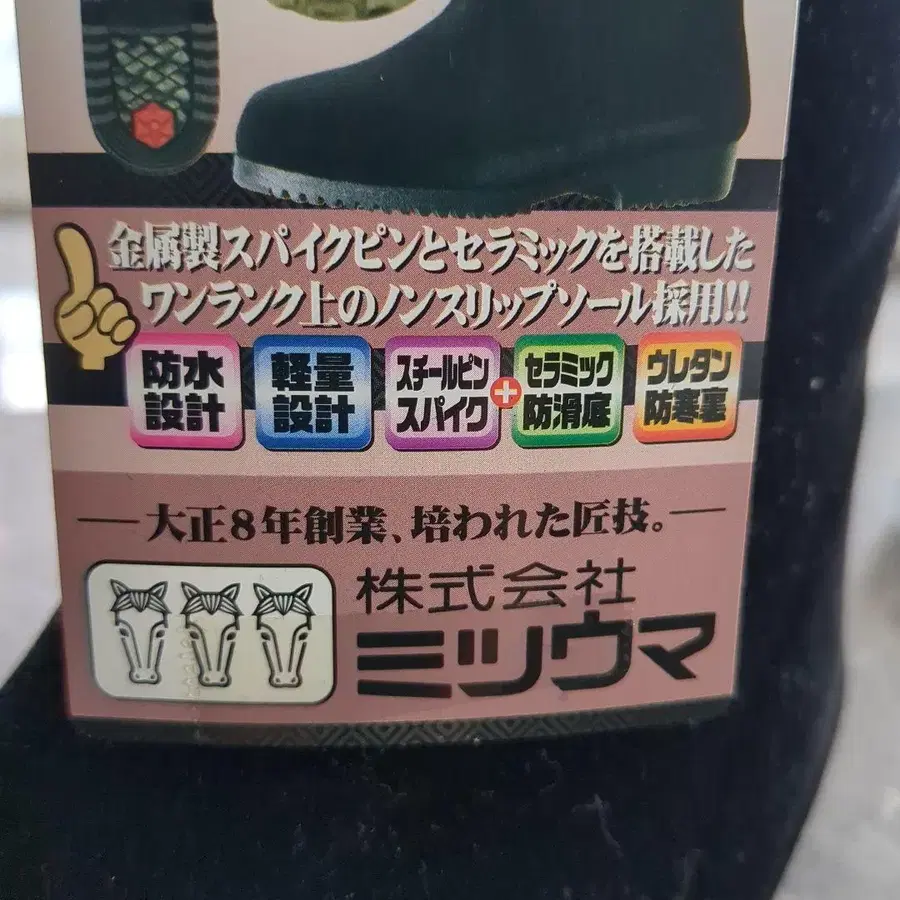 金属製スパイクピンとセラミックを搭載した
ワンランク上のノンスリップソール採用!!
防水
設計
軽量
設計
スチールピン
スパイク
+
セラミック
防滑底
ウレタン
防寒裏
大正8年創業、培われた匠技。
株式会社
ミツウマ